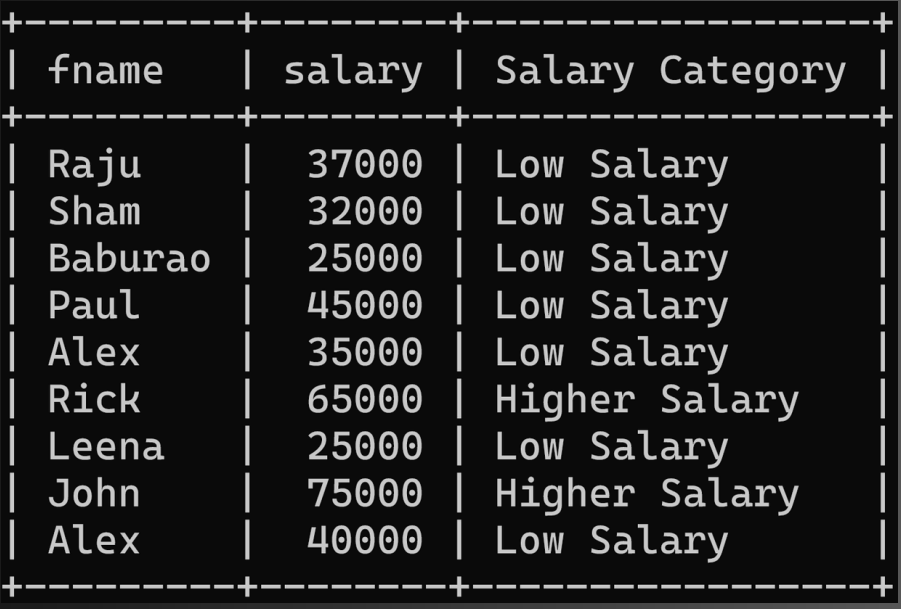 +---------+--------+-----------------+
| fname   | salary | Salary Category |
+---------+--------+-----------------+
| Raju    |  37000 | Low Salary      |
| Sham    |  32000 | Low Salary      |
| Baburao |  25000 | Low Salary      |
| Paul    |  45000 | Low Salary      |
| Alex    |  35000 | Low Salary      |
| Rick    |  65000 | Higher Salary   |
| Leena   |  25000 | Low Salary      |
| John    |  75000 | Higher Salary   |
| Alex    |  40000 | Low Salary      |
+---------+--------+-----------------+